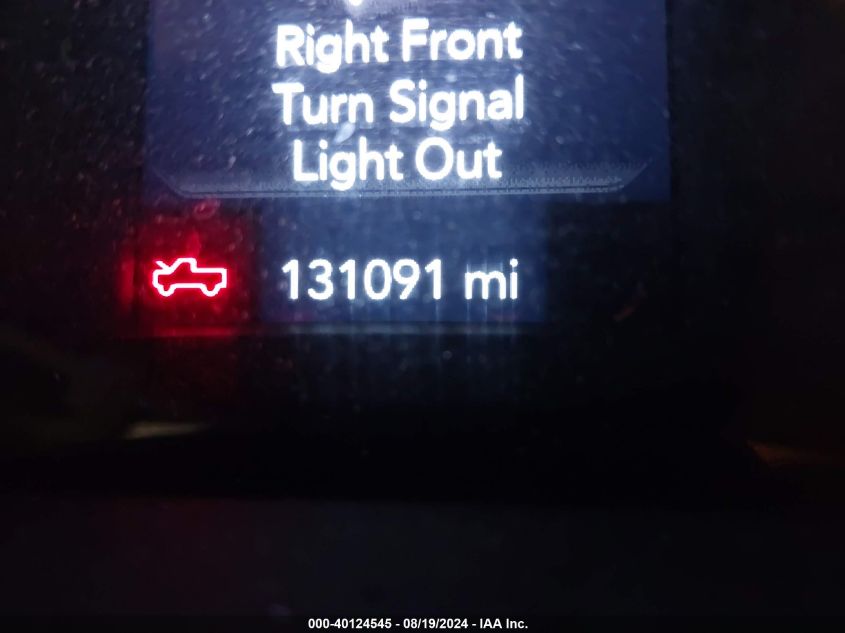 Right Front
Turn Signal
Light Out
131091 mi
000-40124545 - 08/19/2024 - IAA Inc.